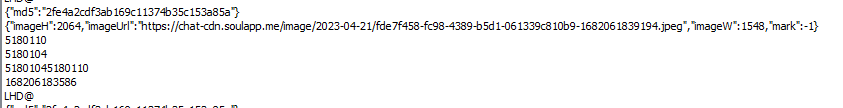 LHD@
{"md5":"2fe4a2cdf3ab169c11374b35c153a85a"}
{"imageH":2064,"imageUrl":"https://chat-cdn.soulapp.me/image/2023-04-21/fde7f458-fc98-4389-b5d1-061339c810b9-1682061839194.jpeg","imageW":1548,"mark":-1}
5180110
5180104
51801045180110
168206183586
LHD@